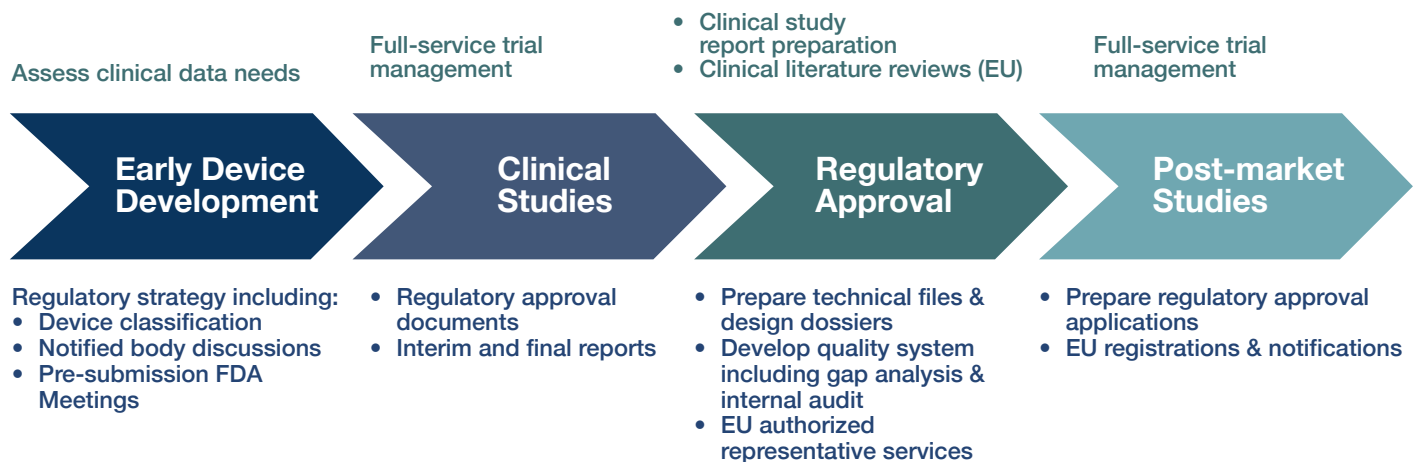 Assess clinical data needs
Full-service trial
management
• Clinical study
report preparation
• Clinical literature reviews (EU)
Full-service trial
management
Early Device
Development
Clinical
Studies
Regulatory
Approval
Post-market
Studies
Regulatory strategy including:
• Device classification
• Notified body discussions
• Pre-submission FDA
Meetings
• Regulatory approval
documents
• Interim and final reports
• Prepare technical files &
design dossiers
• Develop quality system
including gap analysis &
internal audit
• EU authorized
representative services
• Prepare regulatory approval
applications
• EU registrations & notifications